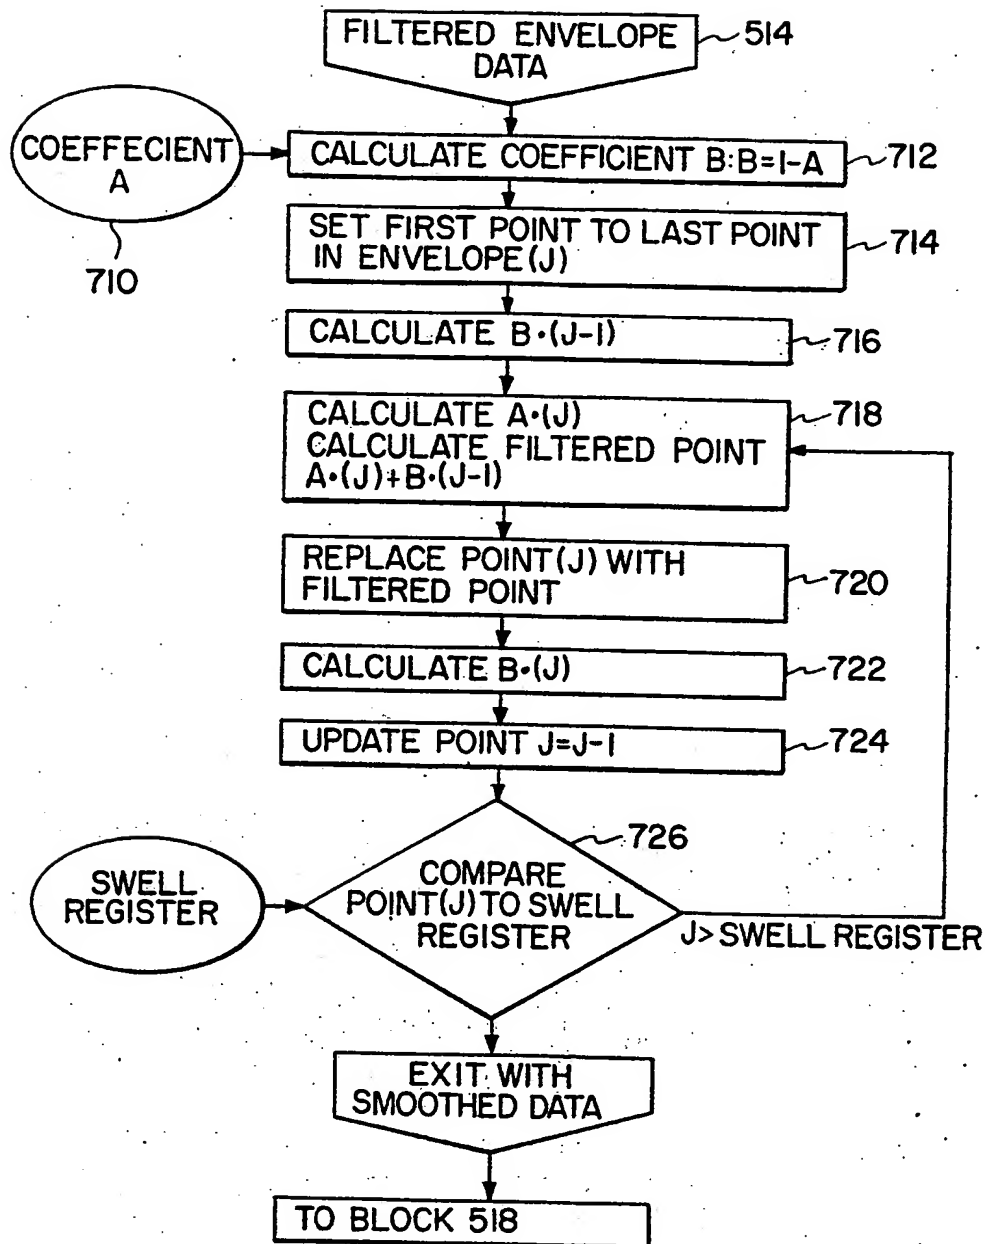 FILTERED ENVELOPE
DATA
514
COEFFECIENT
A
710
CALCULATE COEFFICIENT B:B=1-A
712
SET FIRST POINT TO LAST POINT
IN ENVELOPE(J)
714
CALCULATE B•(J-1)
716
CALCULATE A•(J)
CALCULATE FILTERED POINT
A•(J)+B•(J-1)
718
REPLACE POINT(J) WITH
FILTERED POINT
720
CALCULATE B•(J)
722
UPDATE POINT J=J-1
724
726
SWELL
REGISTER
COMPARE
POINT(J) TO SWELL
REGISTER
J> SWELL REGISTER
EXIT WITH
SMOOTHED DATA
TO BLOCK 518